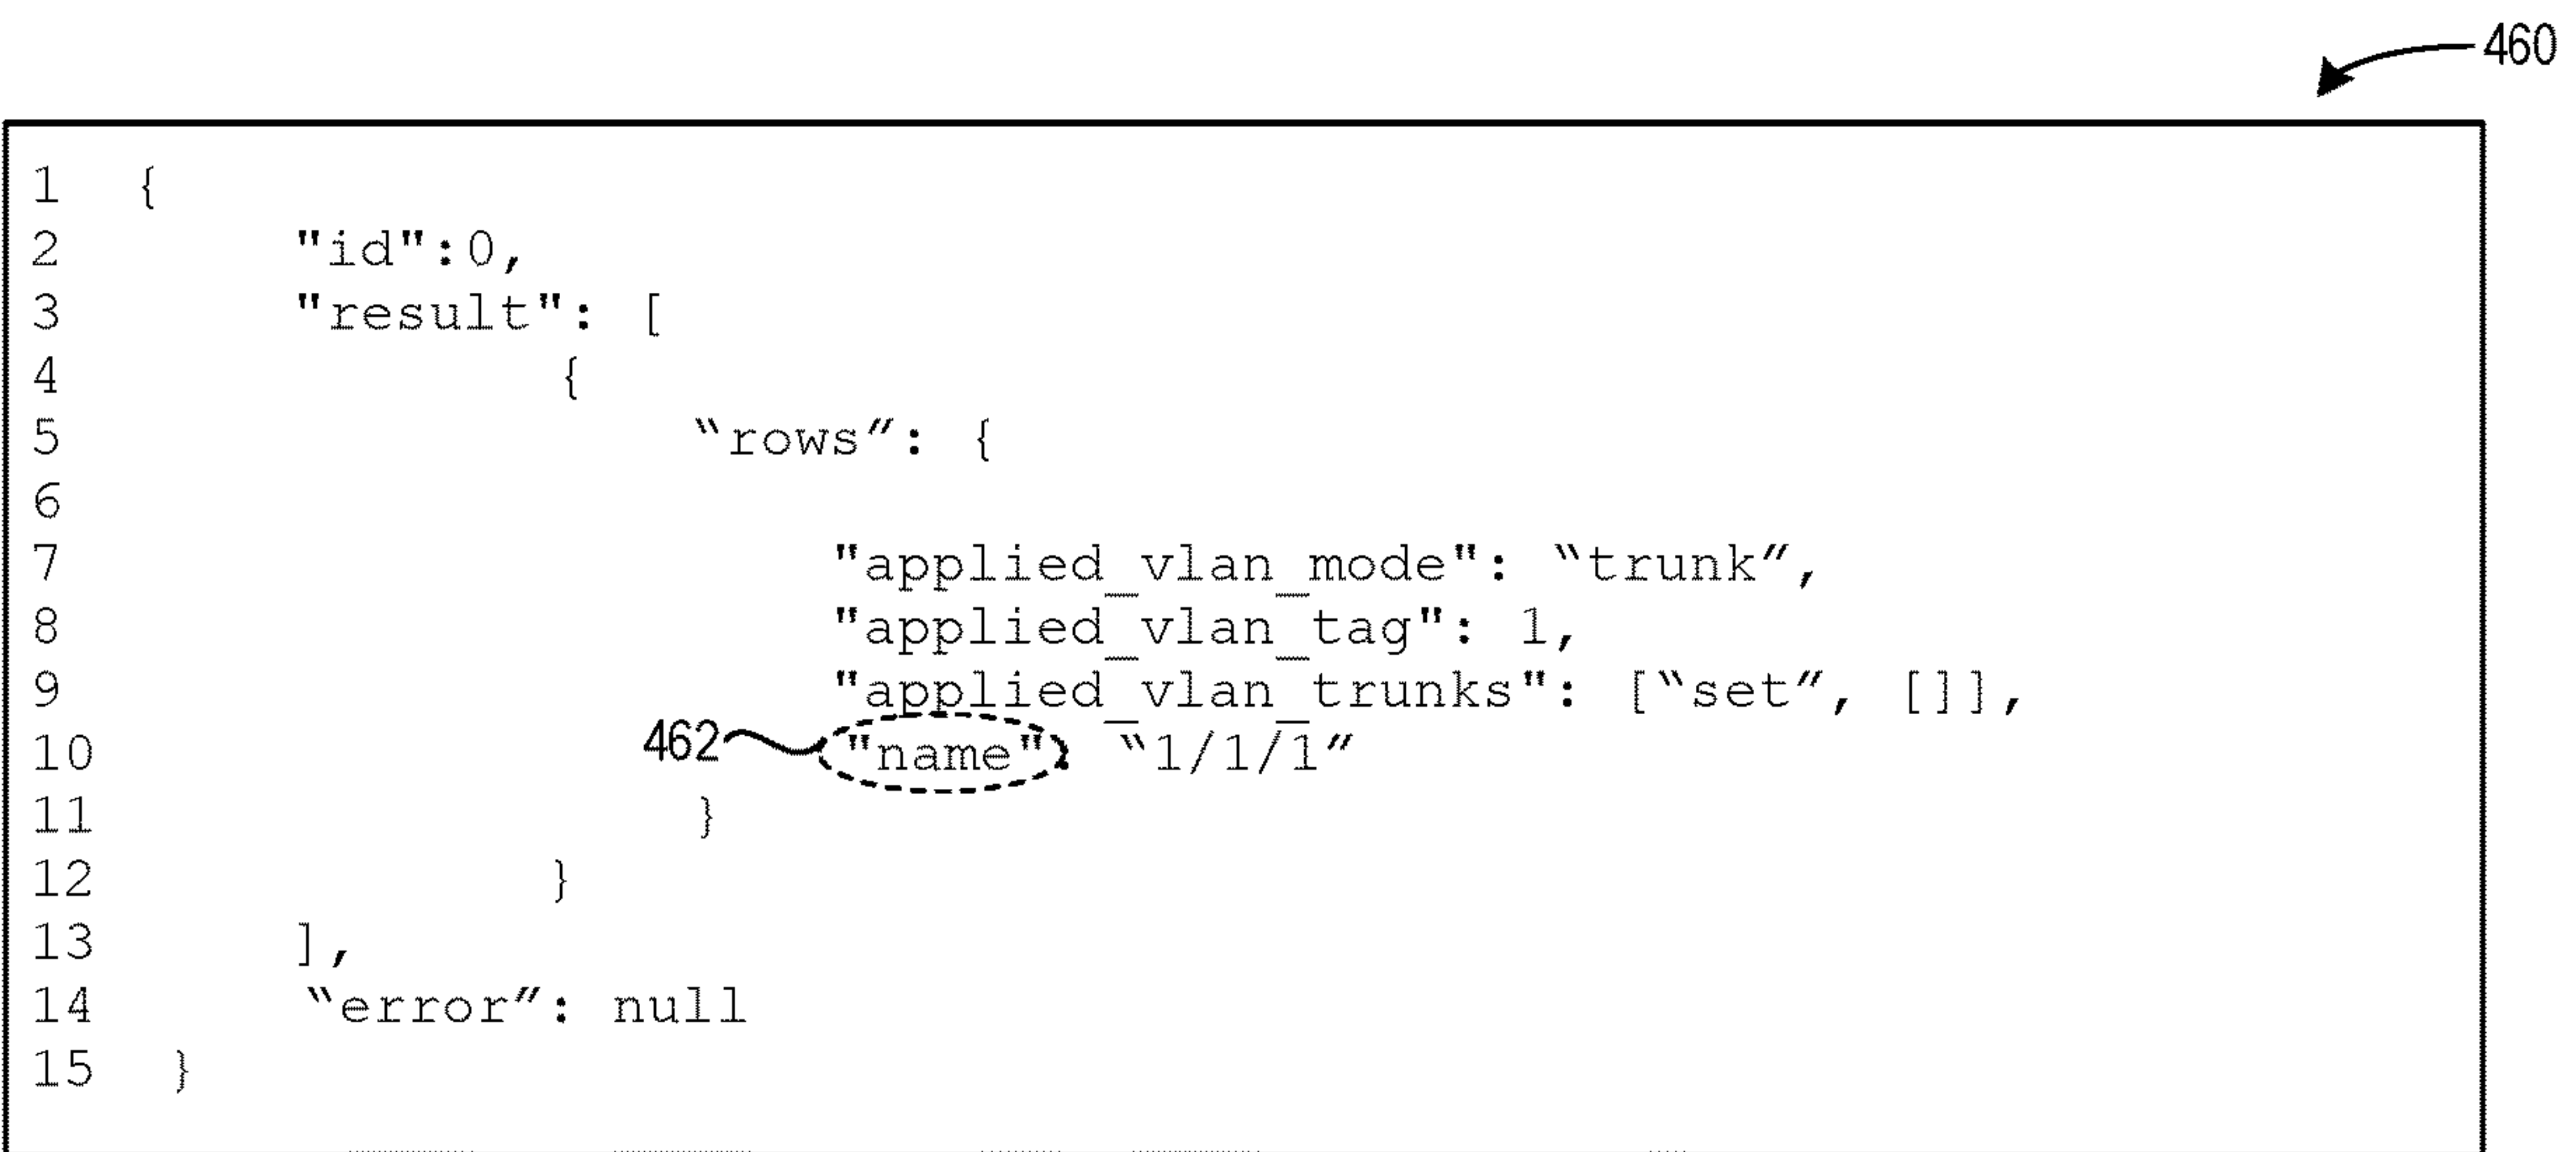 460
1 {
2 "id":0,
3 "result": [
4 {
5 “rows”: {
6
7 "applied_vlan_mode": “trunk”,
8 "applied_vlan_tag": 1,
9 "applied_vlan_trunks": [“set”, []],
462
10 "name": “1/1/1”
11 }
12 }
13 ],
14 “error”: null
15 }